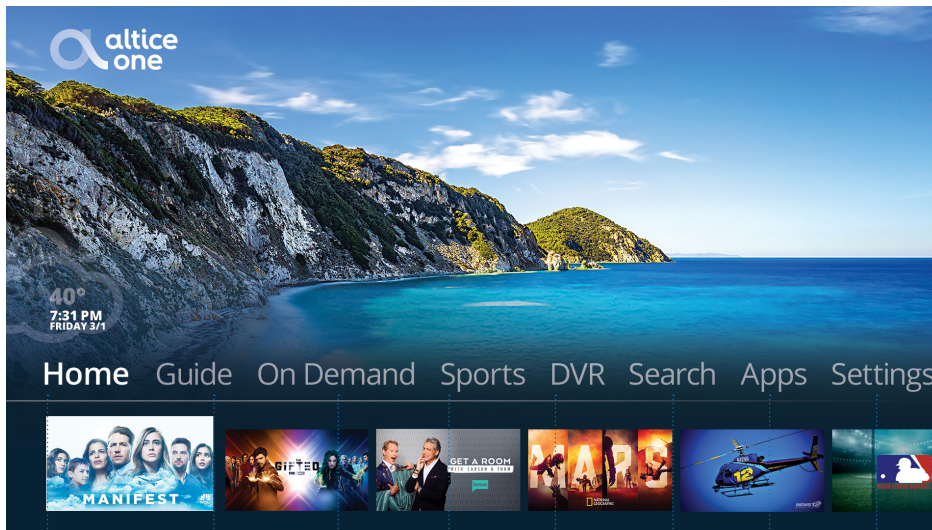 altice
one
40°
7:31 PM
FRIDAY 3/1
Home Guide On Demand Sports DVR Search Apps Settings
MANIFEST
GIFTED
GET A ROOM
WITH CARSON & THOM
MARS
NATIONAL
GEOGRAPHIC
12